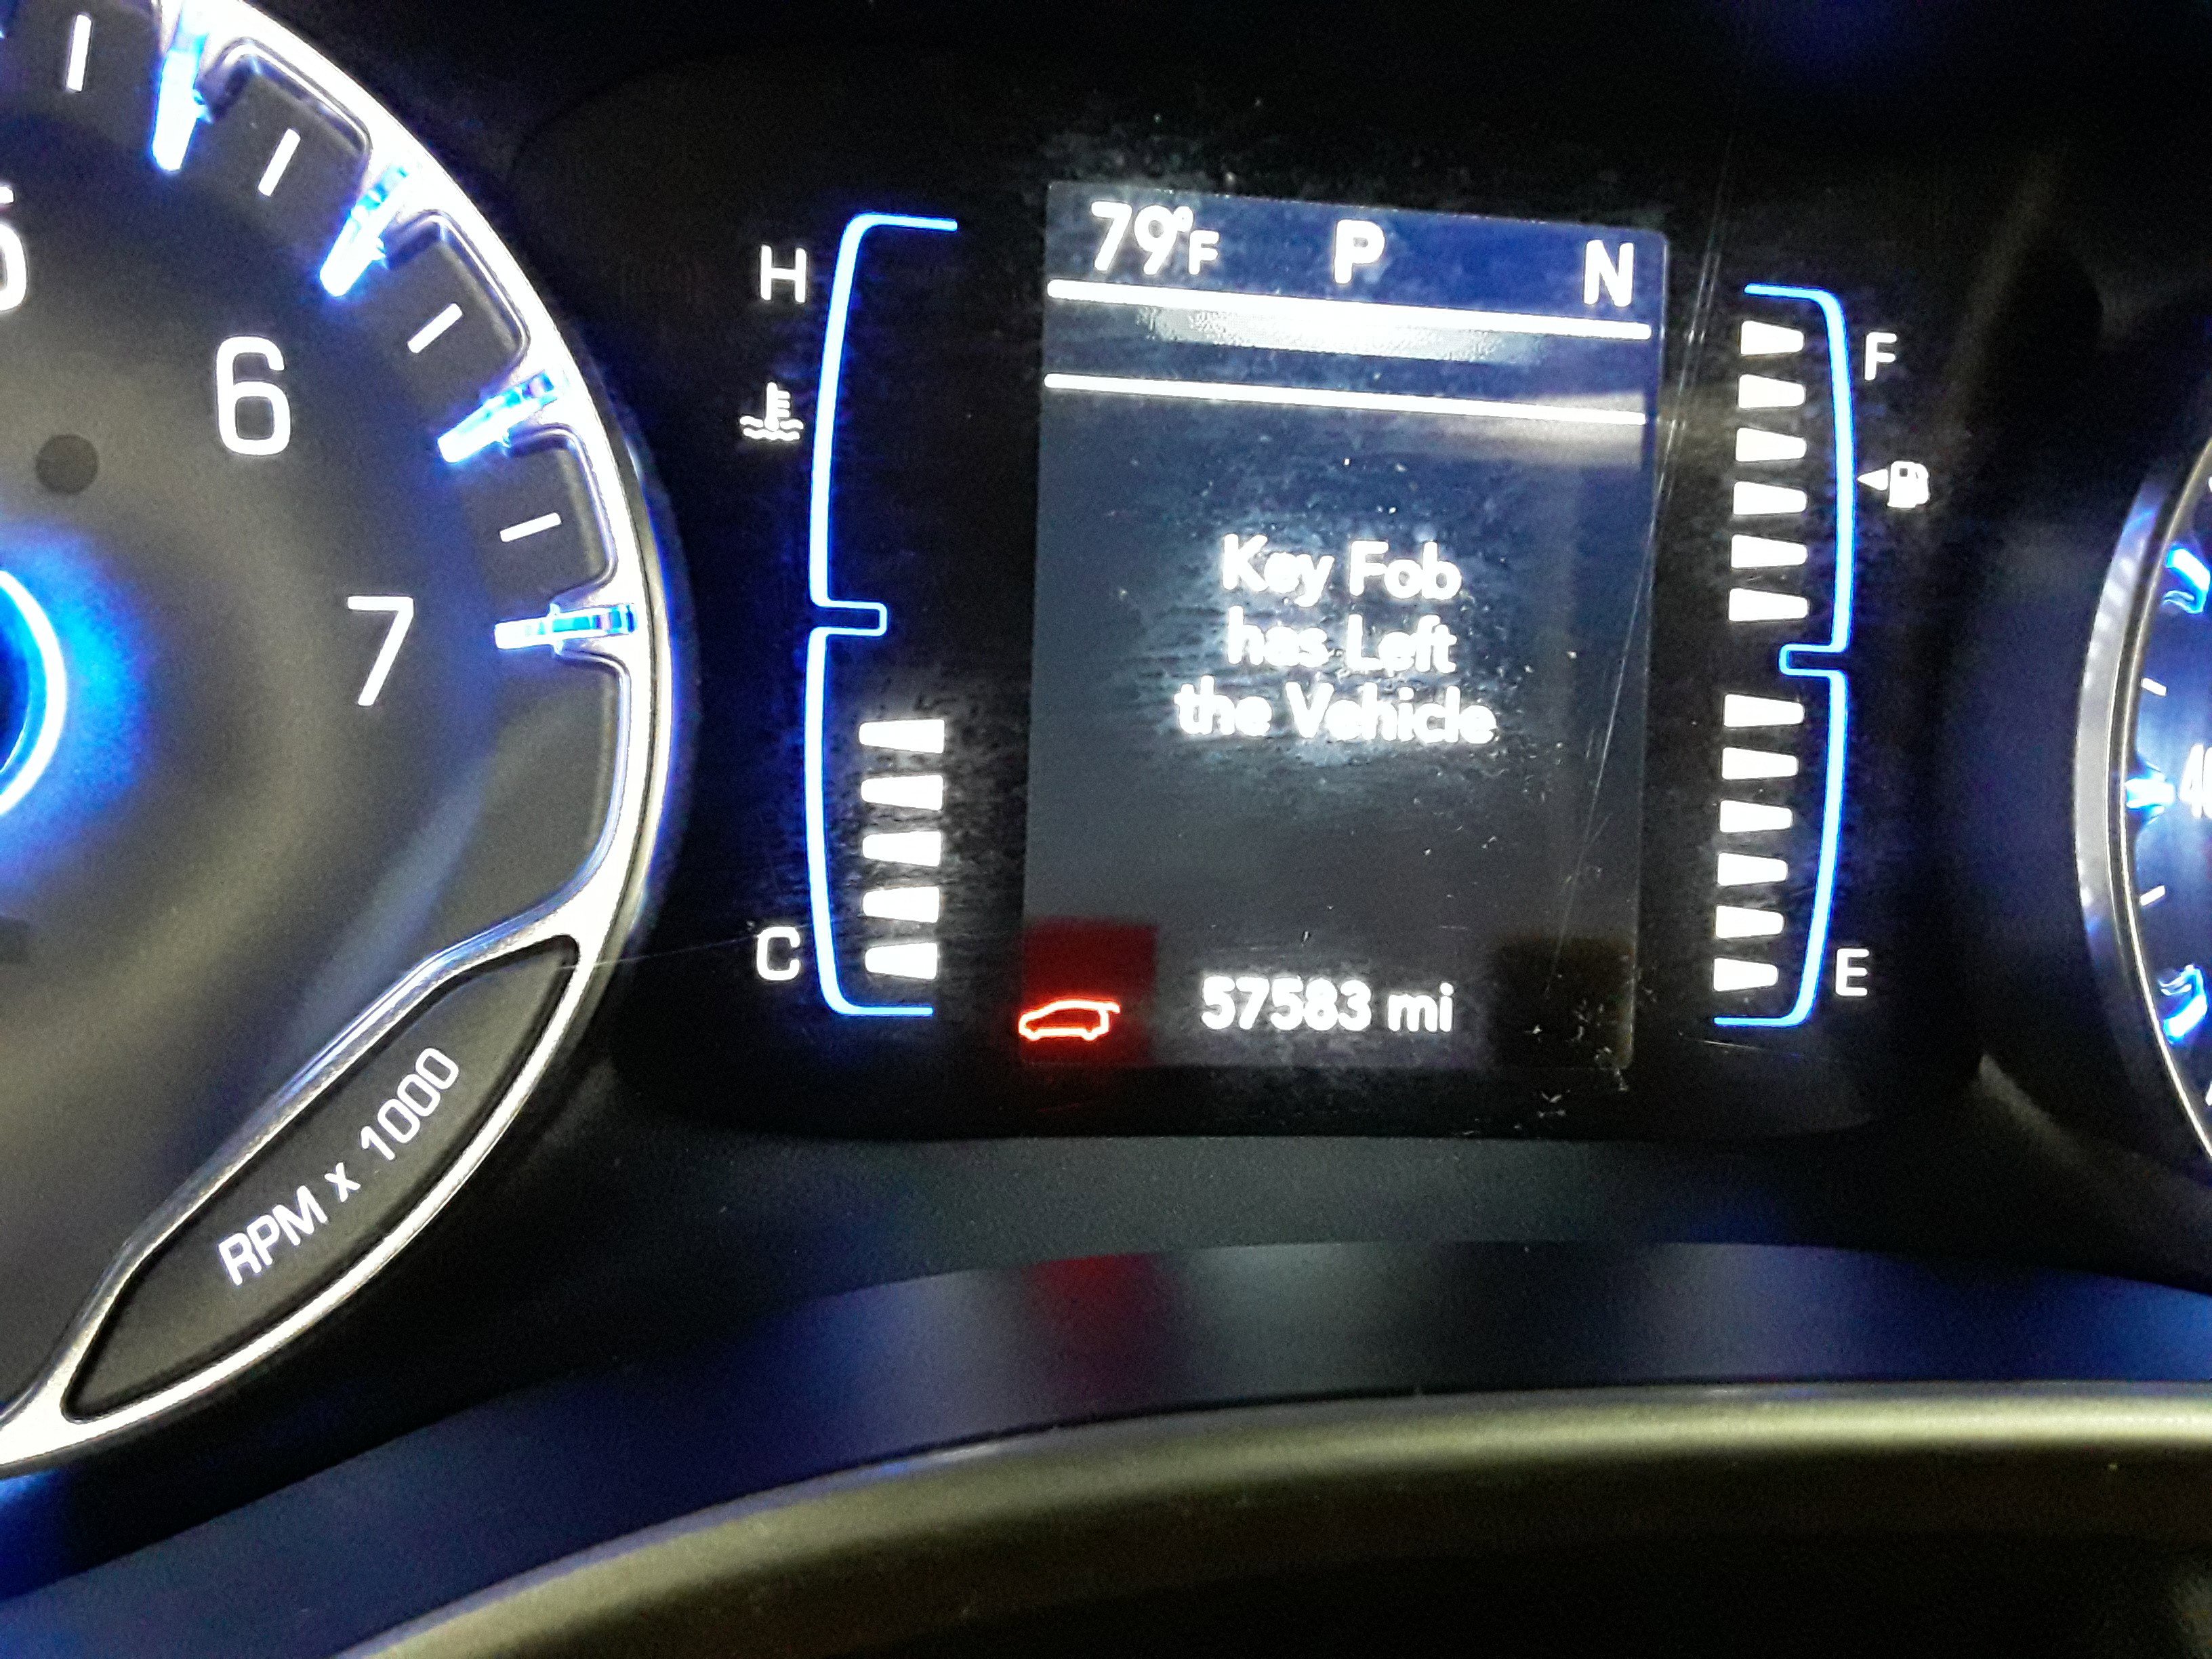 79°F P N
H
F
Key Fob
has Left
the Vehicle
6
7
C
E
57583 mi
RPM x 1000